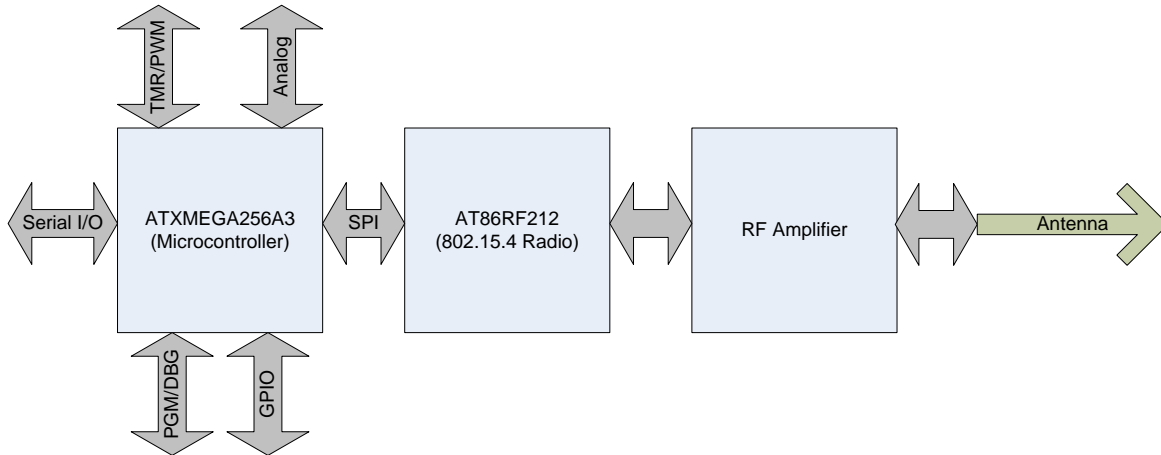 TMR/PWM
Analog
Serial I/O
ATXMEGA256A3
(Microcontroller)
SPI
AT86RF212
(802.15.4 Radio)
RF Amplifier
Antenna
PGM/DBG
GPIO